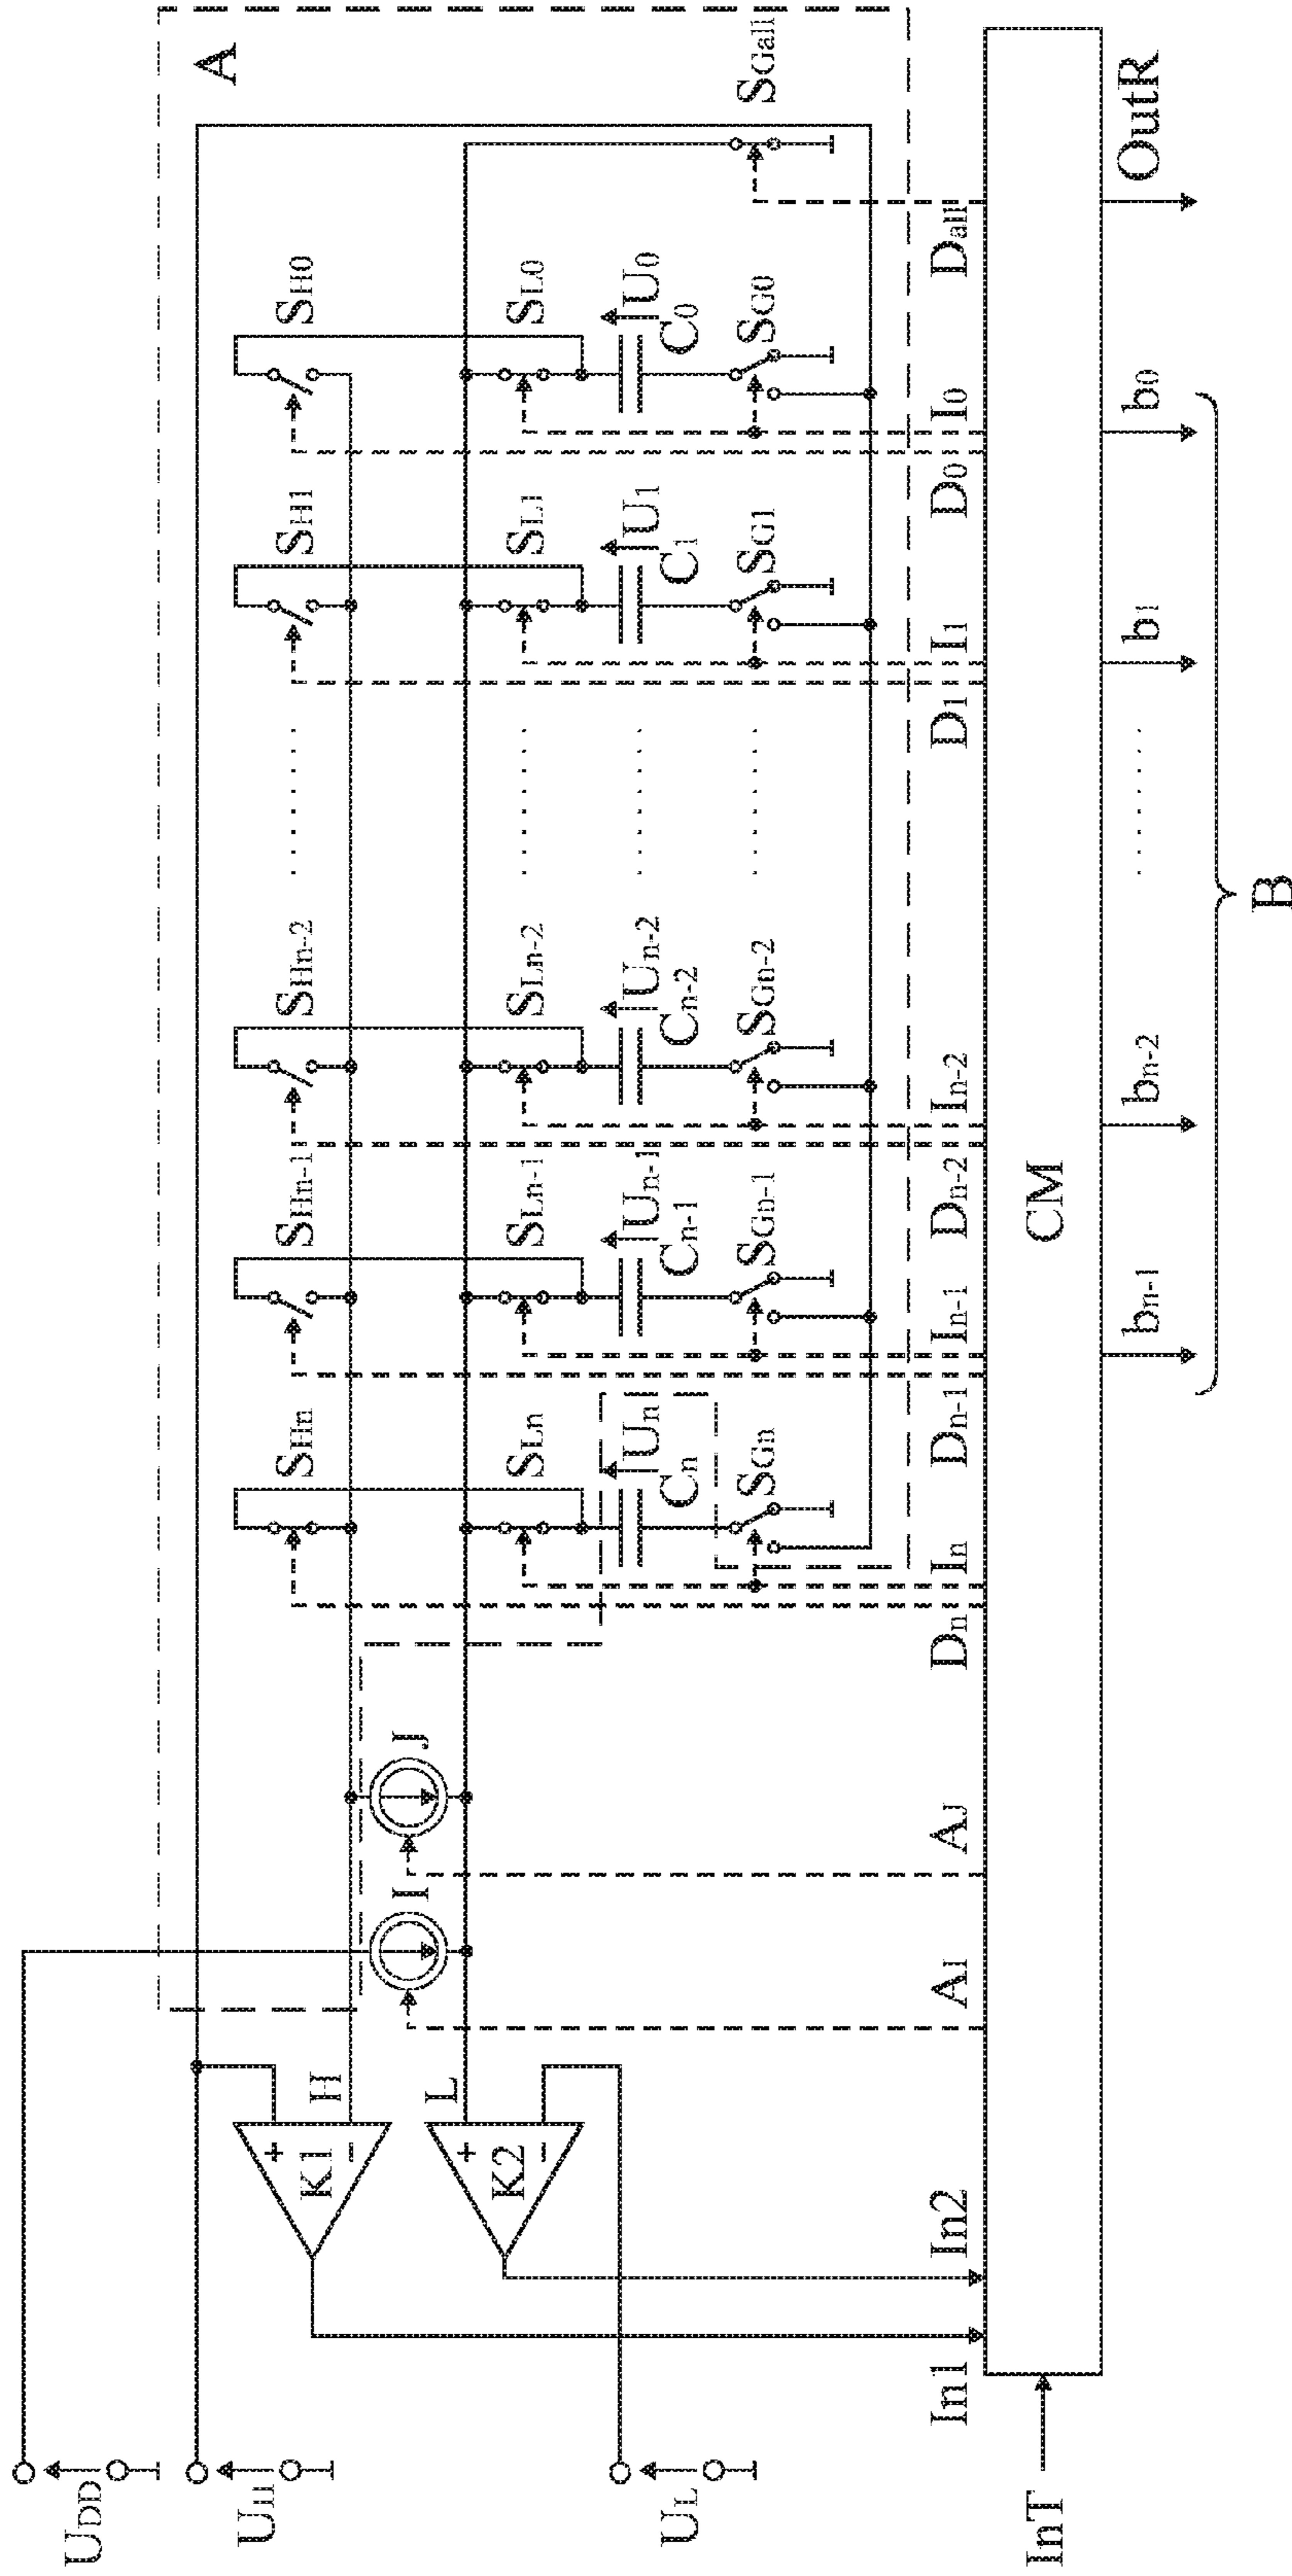 UDD
UH
UL
InT
K1
+
−
H
K2
+
−
L
In1
In2
I
J
AI
AJ
A
SHn
SHn-1
SHn-2
.......
SH1
SH0
SLn
SLn-1
SLn-2
.......
SL1
SL0
Un
Un-1
Un-2
.......
U1
U0
Cn
Cn-1
Cn-2
C1
C0
SGn
SGn-1
SGn-2
.......
SG1
SG0
SGall
Dn
In
Dn-1
In-1
Dn-2
In-2
D1
I1
D0
I0
Dall
CM
bn-1
bn-2
.......
b1
b0
OutR
B